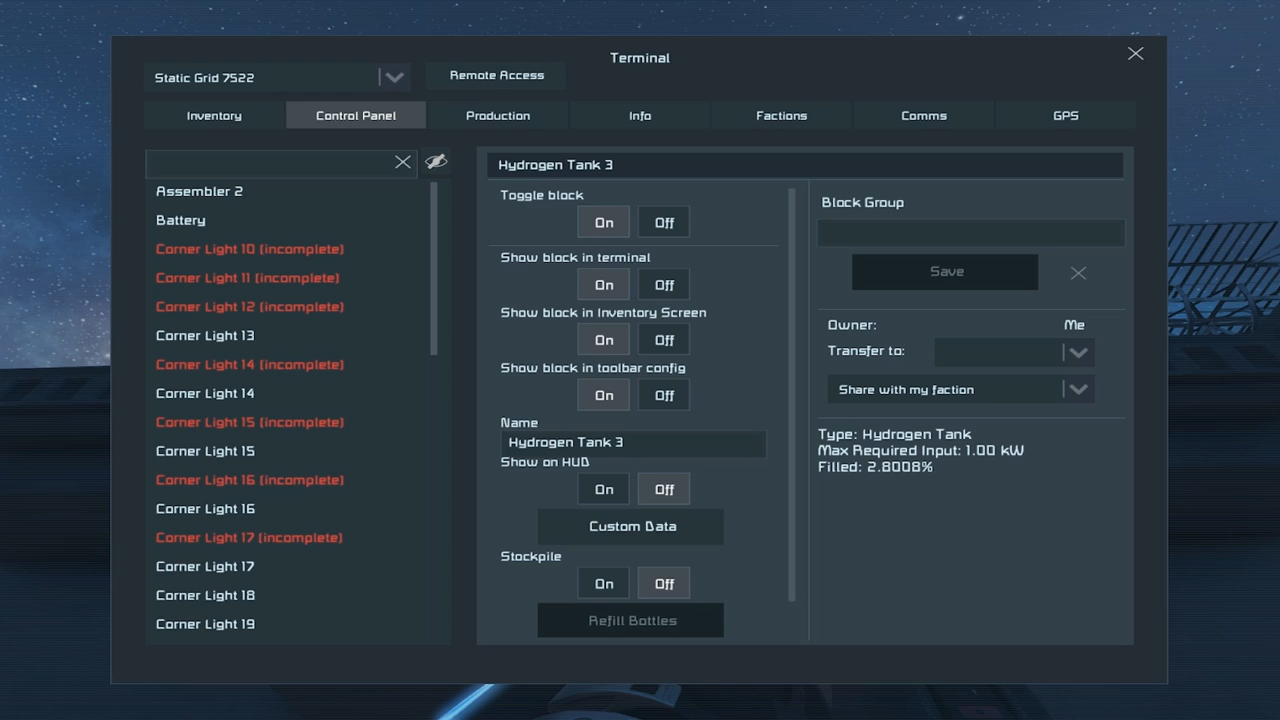 Terminal
Static Grid 7522
Remote Access
Inventory
Control Panel
Production
Info
Factions
Comms
GPS
Assembler 2
Battery
Corner Light 10 (incomplete)
Corner Light 11 (incomplete)
Corner Light 12 (incomplete)
Corner Light 13
Corner Light 14 (incomplete)
Corner Light 14
Corner Light 15 (incomplete)
Corner Light 15
Corner Light 16 (incomplete)
Corner Light 16
Corner Light 17 (incomplete)
Corner Light 17
Corner Light 18
Corner Light 19
Hydrogen Tank 3
Toggle block
On Off
Show block in terminal
On Off
Show block in Inventory Screen
On Off
Show block in toolbar config
On Off
Name
Hydrogen Tank 3
Show on HUD
On Off
Custom Data
Stockpile
On Off
Refill Bottles
Block Group
Save
Owner: Me
Transfer to:
Share with my faction
Type: Hydrogen Tank
Max Required Input: 1.00 kW
Filled: 2.8008%